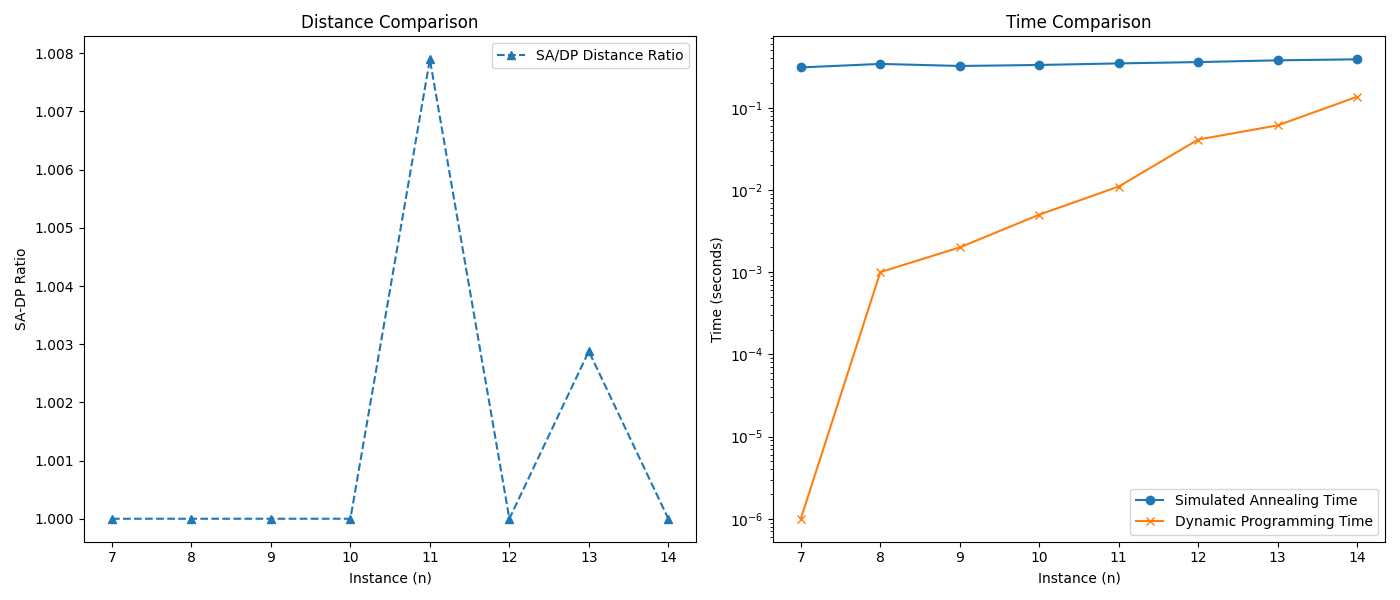 Distance Comparison
SA/DP Distance Ratio
SA-DP Ratio
1.008
1.007
1.006
1.005
1.004
1.003
1.002
1.001
1.000
7 8 9 10 11 12 13 14
Instance (n)
Time Comparison
Time (seconds)
10⁻¹
10⁻²
10⁻³
10⁻⁴
10⁻⁵
10⁻⁶
Simulated Annealing Time
Dynamic Programming Time
7 8 9 10 11 12 13 14
Instance (n)